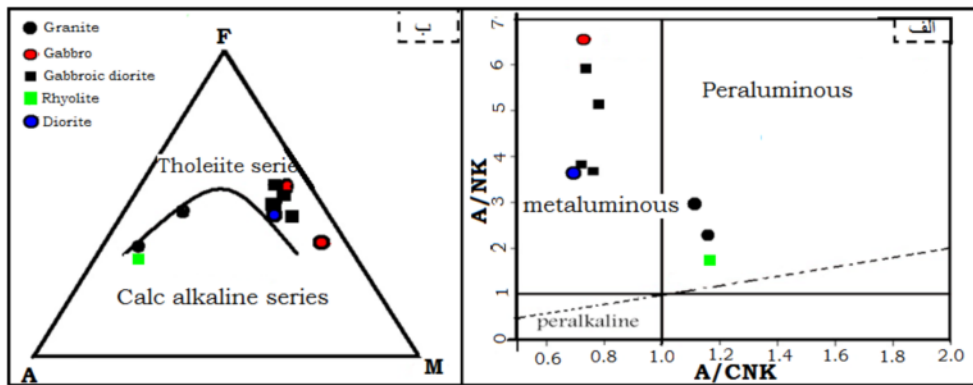 Granite
Gabbro
Gabbroic diorite
Rhyolite
Diorite
F
ب
Tholeiite serie
Calc alkaline series
A
M
الف
7
6
5
4
3
2
1
0
A/NK
Peraluminous
metaluminous
peralkaline
0.6 0.8 1.0 1.2 1.4 1.6 1.8 2.0
A/CNK